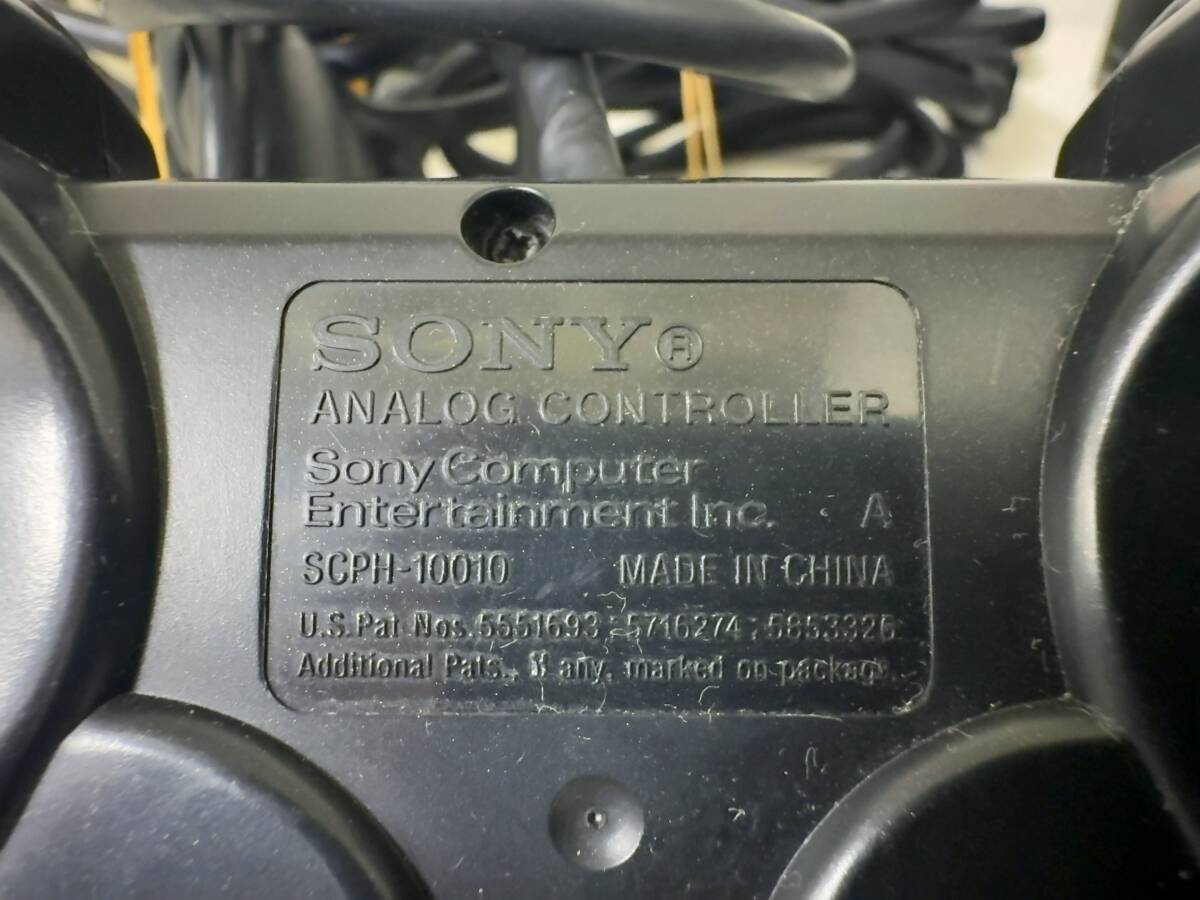 SONY®
ANALOG CONTROLLER
Sony Computer
Entertainment Inc. A
SCPH-10010 MADE IN CHINA
U.S. Pat Nos. 5551693 ; 5716274 ; 5853326
Additional Pats., if any, marked on package.